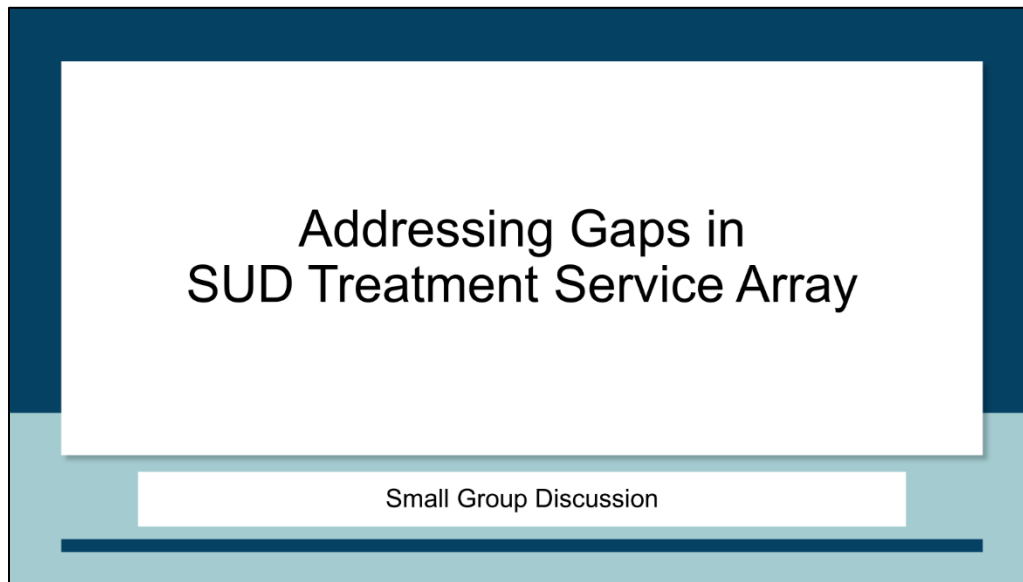 Addressing Gaps in
SUD Treatment Service Array
Small Group Discussion